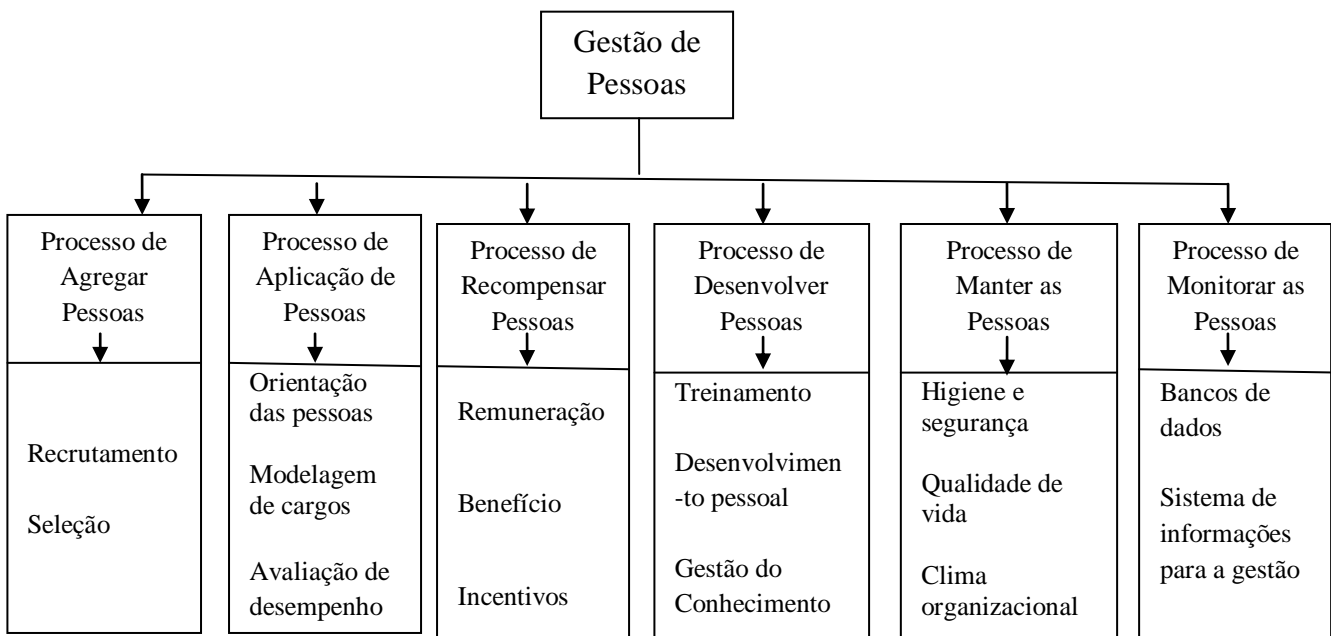 Gestão de
Pessoas
Processo de
Agregar
Pessoas
Recrutamento
Seleção
Processo de
Aplicação de
Pessoas
Orientação
das pessoas
Modelagem
de cargos
Avaliação de
desempenho
Processo de
Recompensar
Pessoas
Remuneração
Benefício
Incentivos
Processo de
Desenvolver
Pessoas
Treinamento
Desenvolvimen
-to pessoal
Gestão do
Conhecimento
Processo de
Manter as
Pessoas
Higiene e
segurança
Qualidade de
vida
Clima
organizacional
Processo de
Monitorar as
Pessoas
Bancos de
dados
Sistema de
informações
para a gestão